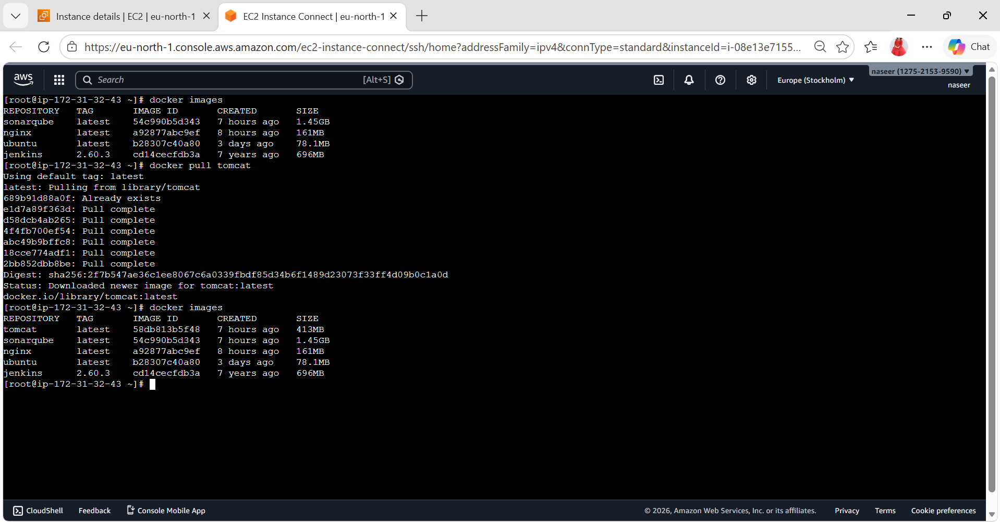 Instance details | EC2 | eu-north-1
EC2 Instance Connect | eu-north-1
https://eu-north-1.console.aws.amazon.com/ec2-instance-connect/ssh/home?addressFamily=ipv4&connType=standard&instanceId=i-08e13e7155...
Chat
aws
Search
[Alt+S]
Europe (Stockholm)
naseer (1275-2153-9590)
naseer
[root@ip-172-31-32-43 ~]# docker images
REPOSITORY   TAG       IMAGE ID       CREATED       SIZE
sonarqube    latest    54c990b5d343   7 hours ago   1.45GB
nginx        latest    a92877abc9ef   8 hours ago   161MB
ubuntu       latest    b28307c40a80   3 days ago    78.1MB
jenkins      2.60.3    cd14cecfdb3a   7 years ago   696MB
[root@ip-172-31-32-43 ~]# docker pull tomcat
Using default tag: latest
latest: Pulling from library/tomcat
689b91d88a0f: Already exists
e1d7a89f363d: Pull complete
d58dcb4ab265: Pull complete
4f4fb700ef54: Pull complete
abc49b9bffc8: Pull complete
18cce774adf1: Pull complete
2bb852dbb8be: Pull complete
Digest: sha256:2f7b547ae36c1ee8067c6a0339fbdf85d34b6f1489d23073f33ff4d09b0c1a0d
Status: Downloaded newer image for tomcat:latest
docker.io/library/tomcat:latest
[root@ip-172-31-32-43 ~]# docker images
REPOSITORY   TAG       IMAGE ID       CREATED       SIZE
tomcat       latest    58db813b5f48   7 hours ago   413MB
sonarqube    latest    54c990b5d343   7 hours ago   1.45GB
nginx        latest    a92877abc9ef   8 hours ago   161MB
ubuntu       latest    b28307c40a80   3 days ago    78.1MB
jenkins      2.60.3    cd14cecfdb3a   7 years ago   696MB
[root@ip-172-31-32-43 ~]#
CloudShell
Feedback
Console Mobile App
© 2026, Amazon Web Services, Inc. or its affiliates.
Privacy
Terms
Cookie preferences